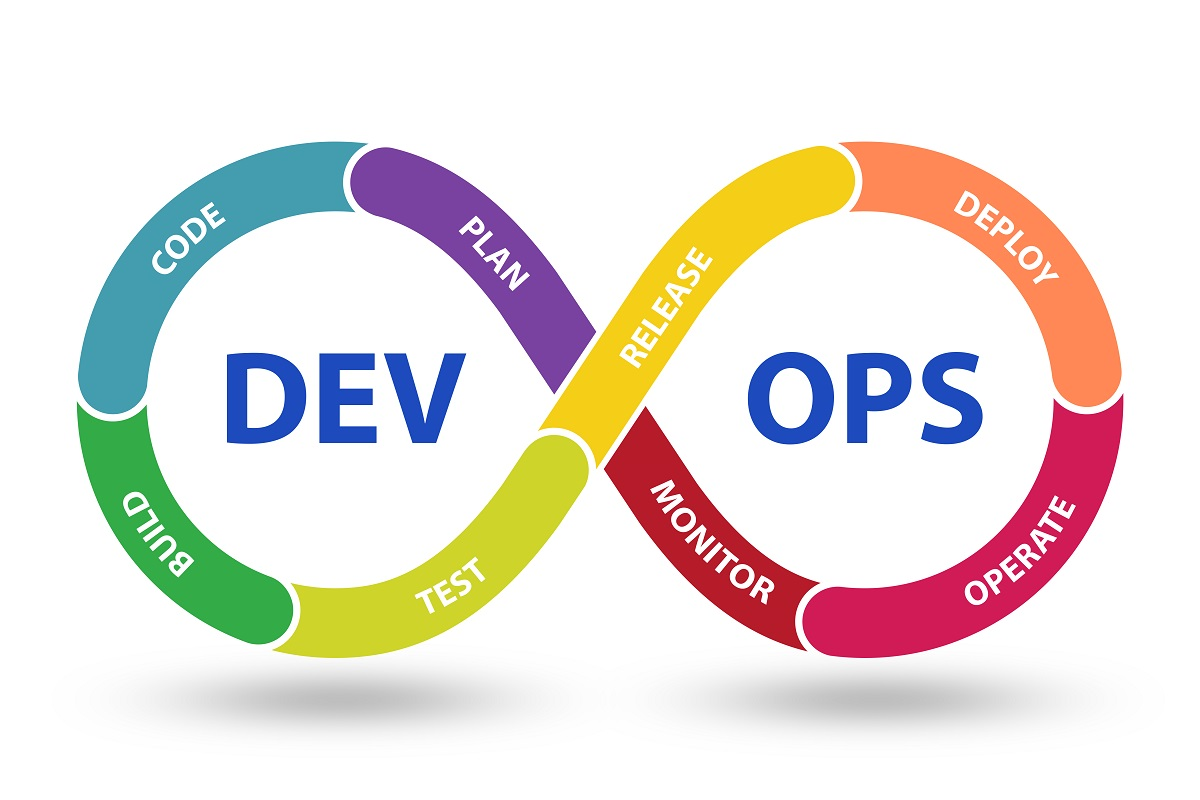 CODE
PLAN
RELEASE
DEPLOY
DEV
OPS
BUILD
TEST
MONITOR
OPERATE